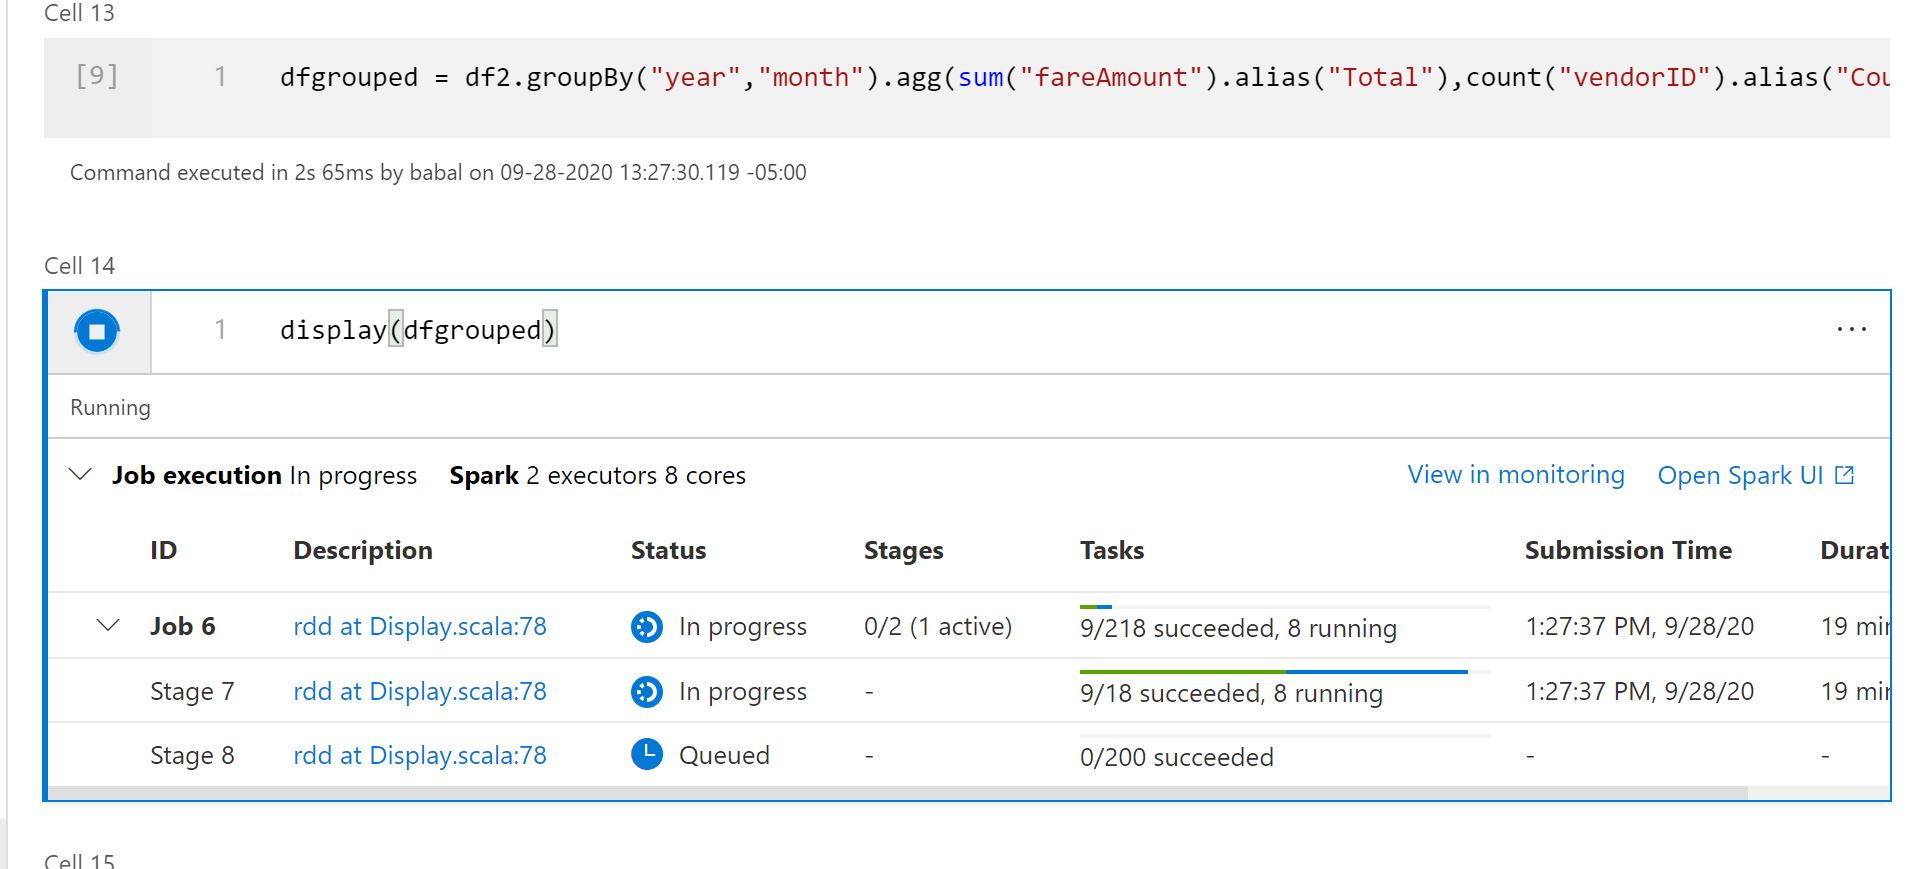 Cell 13
[9] 1 dfgrouped = df2.groupBy("year","month").agg(sum("fareAmount").alias("Total"),count("vendorID").alias("Cou
Command executed in 2s 65ms by babal on 09-28-2020 13:27:30.119 -05:00
Cell 14
1 display(dfgrouped) ...
Running
Job execution In progress Spark 2 executors 8 cores View in monitoring Open Spark UI
ID Description Status Stages Tasks Submission Time Durat
Job 6 rdd at Display.scala:78 In progress 0/2 (1 active) 9/218 succeeded, 8 running 1:27:37 PM, 9/28/20 19 min
Stage 7 rdd at Display.scala:78 In progress - 9/18 succeeded, 8 running 1:27:37 PM, 9/28/20 19 min
Stage 8 rdd at Display.scala:78 Queued - 0/200 succeeded - -
Cell 15